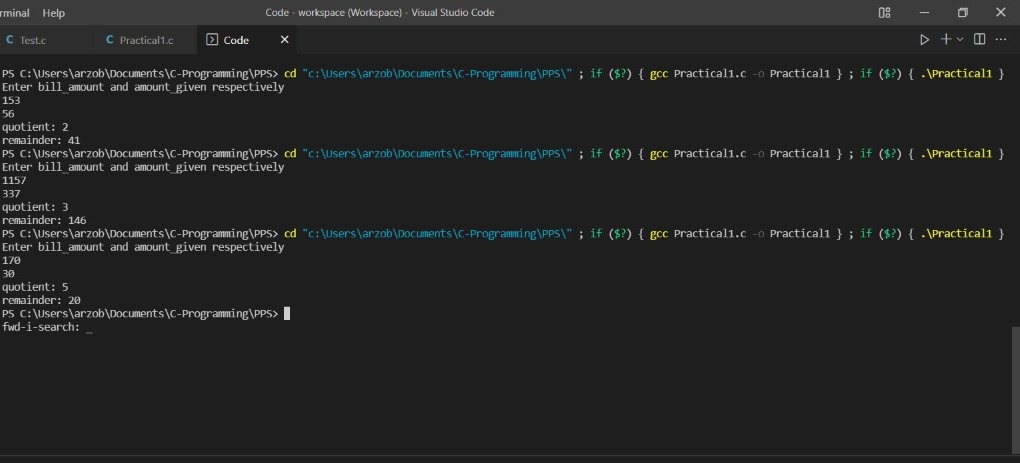 rminal Help Code - workspace (Workspace) - Visual Studio Code
C Test.c C Practical1.c Code
PS C:\Users\arzob\Documents\C-Programming\PPS> cd "c:\Users\arzob\Documents\C-Programming\PPS\" ; if ($?) { gcc Practical1.c -o Practical1 } ; if ($?) { .\Practical1 }
Enter bill_amount and amount_given respectively
153
56
quotient: 2
remainder: 41
PS C:\Users\arzob\Documents\C-Programming\PPS> cd "c:\Users\arzob\Documents\C-Programming\PPS\" ; if ($?) { gcc Practical1.c -o Practical1 } ; if ($?) { .\Practical1 }
Enter bill_amount and amount_given respectively
1157
337
quotient: 3
remainder: 146
PS C:\Users\arzob\Documents\C-Programming\PPS> cd "c:\Users\arzob\Documents\C-Programming\PPS\" ; if ($?) { gcc Practical1.c -o Practical1 } ; if ($?) { .\Practical1 }
Enter bill_amount and amount_given respectively
170
30
quotient: 5
remainder: 20
PS C:\Users\arzob\Documents\C-Programming\PPS>
fwd-i-search: _